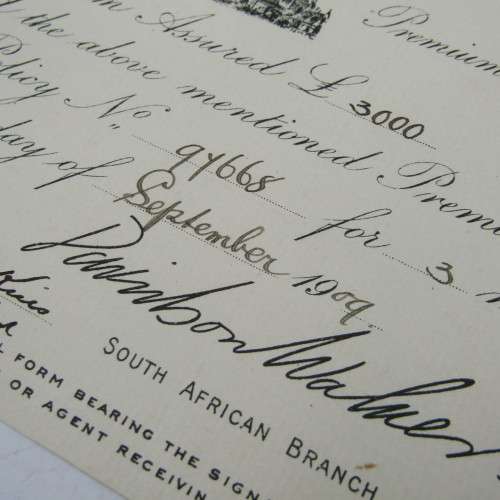 Premium
m Assured £ 3000
f the above mentioned Premi
Policy No. 97668 for 3
day of September 1909.
SOUTH AFRICAN BRANCH
FORM BEARING THE SIGN
OR AGENT RECEIVIN